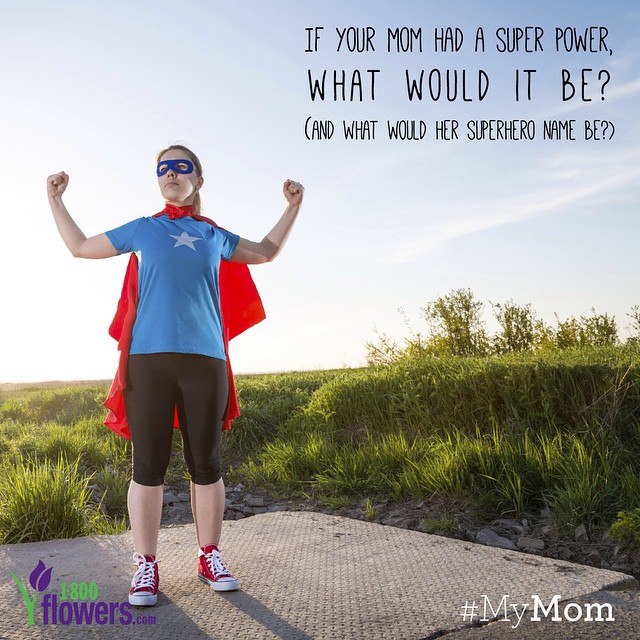 IF YOUR MOM HAD A SUPER POWER,
WHAT WOULD IT BE?
(AND WHAT WOULD HER SUPERHERO NAME BE?)
1800
flowers.com
#MyMom